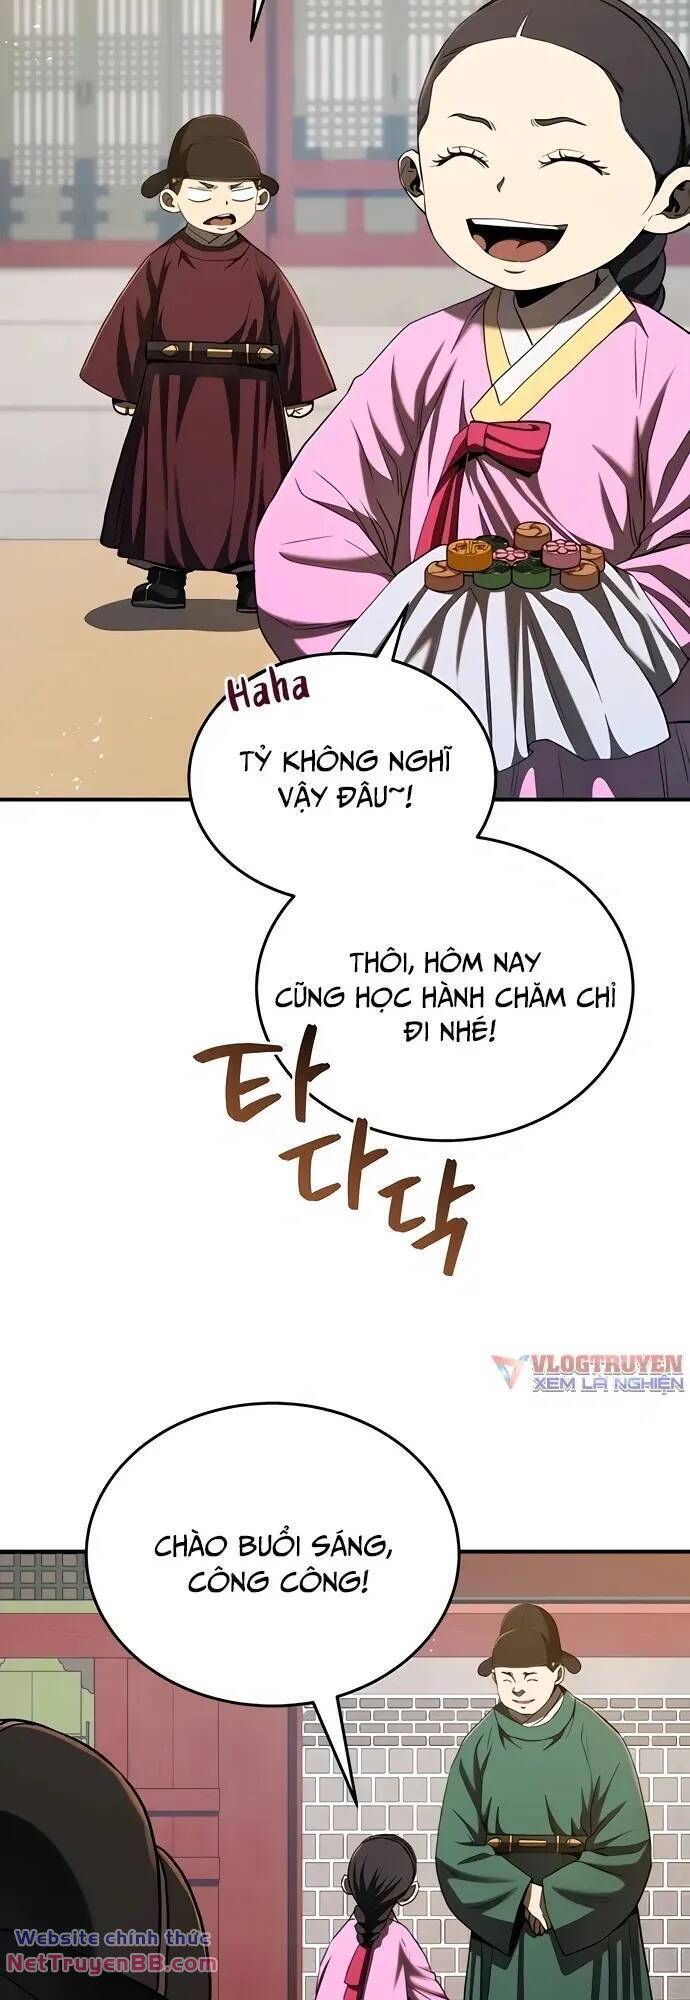 Haha
TỶ KHÔNG NGHĨ
VẬY ĐÂU~!
THÔI, HÔM NAY
CŨNG HỌC HÀNH CHĂM CHỈ
ĐI NHÉ!
타
다
닥
VLOGTRUYEN
XEM LÀ NGHIỆN
CHÀO BUỔI SÁNG,
CÔNG CÔNG!
Website chính thức
NetTruyenBB.com